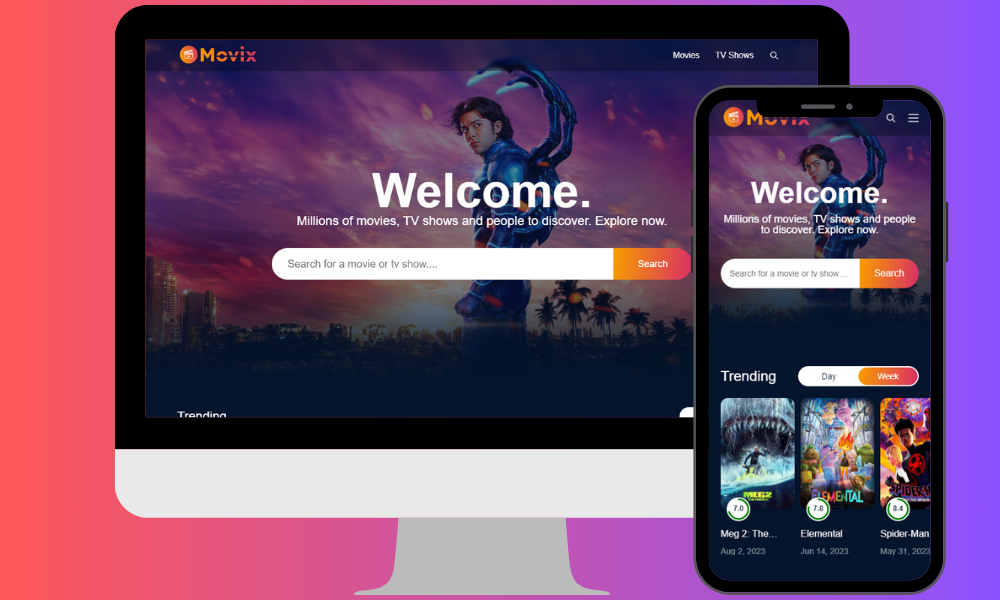 Movix
Movies TV Shows
Welcome.
Millions of movies, TV shows and people to discover. Explore now.
Search for a movie or tv show....
Search
Trending
Movix
Welcome.
Millions of movies, TV shows and people
to discover. Explore now.
Search for a movie or tv show....
Search
Trending
Day
Week
MEG2
ELEMENTAL
SPIDER-
7.0
7.8
8.4
Meg 2: The...
Elemental
Spider-Man
Aug 2, 2023
Jun 14, 2023
May 31, 2023